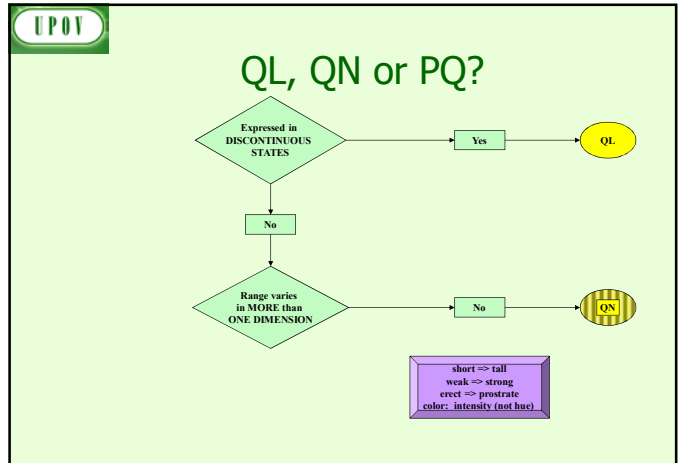 UPOV
QL, QN or PQ?
Expressed in
DISCONTINUOUS
STATES
Yes
QL
No
Range varies
in MORE than
ONE DIMENSION
No
QN
short => tall
weak => strong
erect => prostrate
color: intensity (not hue)